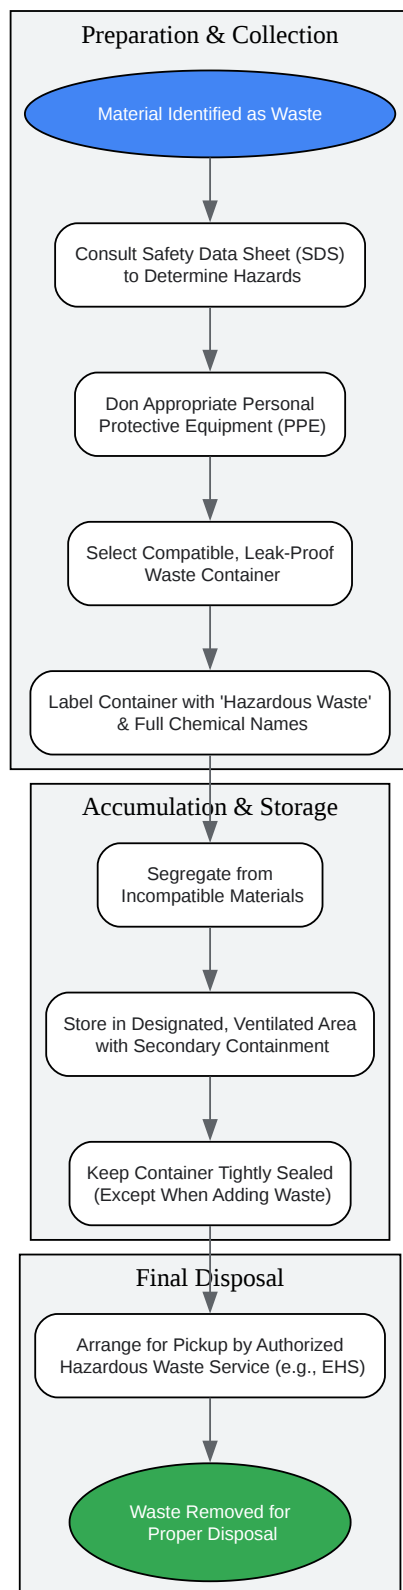 Preparation & Collection
Material Identified as Waste
Consult Safety Data Sheet (SDS)
to Determine Hazards
Don Appropriate Personal
Protective Equipment (PPE)
Select Compatible, Leak-Proof
Waste Container
Label Container with 'Hazardous Waste'
& Full Chemical Names
Accumulation & Storage
Segregate from
Incompatible Materials
Store in Designated, Ventilated Area
with Secondary Containment
Keep Container Tightly Sealed
(Except When Adding Waste)
Final Disposal
Arrange for Pickup by Authorized
Hazardous Waste Service (e.g., EHS)
Waste Removed for
Proper Disposal